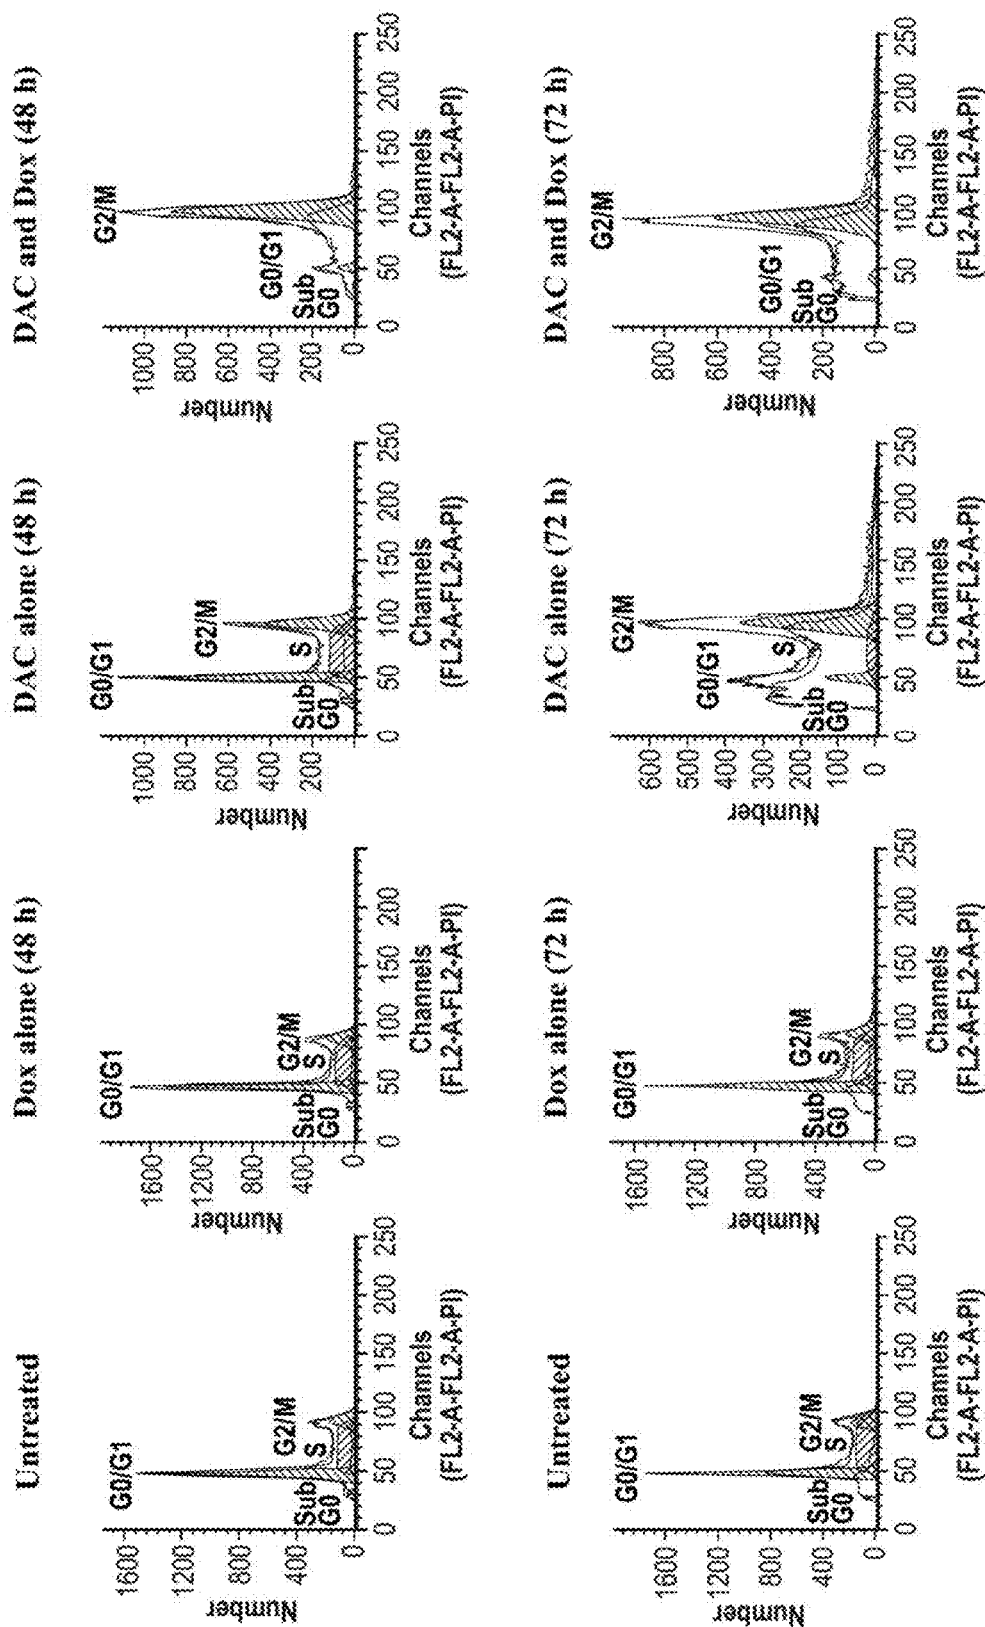 Untreated
G0/G1
G2/M
S
Sub
G0
Number
1600
1200
800
400
0
0 50 100 150 200 250
Channels
(FL2-A-FL2-A-PI)
Dox alone (48 h)
G0/G1
G2/M
S
Sub
G0
Number
1600
1200
800
400
0
0 50 100 150 200
Channels
(FL2-A-FL2-A-PI)
DAC alone (48 h)
G0/G1
G2/M
S
Sub
G0
Number
1000
800
600
400
200
0
0 50 100 150 200 250
Channels
(FL2-A-FL2-A-PI)
DAC and Dox (48 h)
G2/M
G0/G1
Sub
G0
Number
1000
800
600
400
200
0
0 50 100 150 200 250
Channels
(FL2-A-FL2-A-PI)
Untreated
G0/G1
G2/M
S
Sub
G0
Number
1600
1200
800
400
0
0 50 100 150 200 250
Channels
(FL2-A-FL2-A-PI)
Dox alone (72 h)
G0/G1
G2/M
S
Sub
G0
Number
1600
1200
800
400
0
0 50 100 150 200 250
Channels
(FL2-A-FL2-A-PI)
DAC alone (72 h)
G2/M
G0/G1
S
Sub
G0
Number
600
500
400
300
200
100
0
0 50 100 150 200 250
Channels
(FL2-A-FL2-A-PI)
DAC and Dox (72 h)
G2/M
G0/G1
Sub
G0
Number
800
600
400
200
0
0 50 100 150 200 250
Channels
(FL2-A-FL2-A-PI)